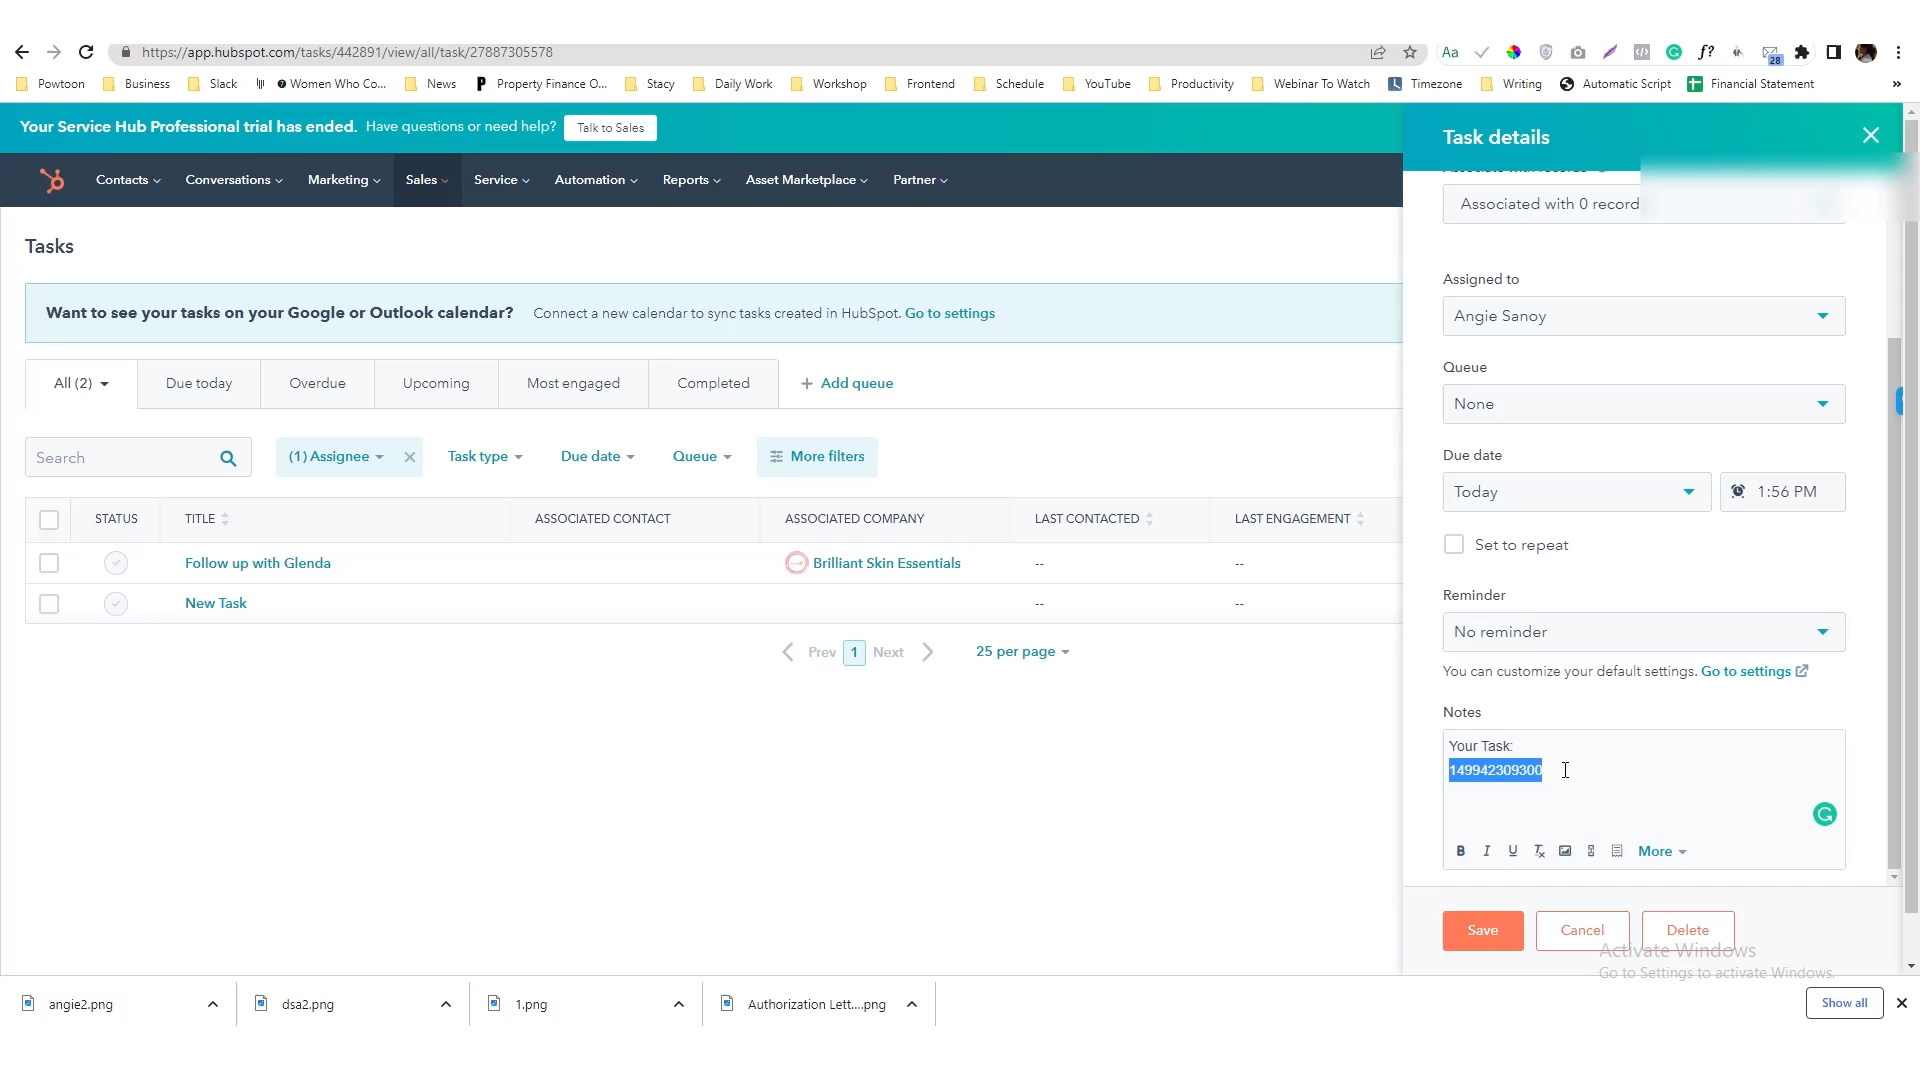 https://app.hubspot.com/tasks/442891/view/all/task/27887305578
Aa
f?
28
Powtoon
Business
Slack
Women Who Co...
News
Property Finance O...
Stacy
Daily Work
Workshop
Frontend
Schedule
YouTube
Productivity
Webinar To Watch
Timezone
Writing
Automatic Script
Financial Statement
»
Your Service Hub Professional trial has ended. Have questions or need help? Talk to Sales
Contacts
Conversations
Marketing
Sales
Service
Automation
Reports
Asset Marketplace
Partner
Tasks
Want to see your tasks on your Google or Outlook calendar? Connect a new calendar to sync tasks created in HubSpot. Go to settings
All (2)
Due today
Overdue
Upcoming
Most engaged
Completed
+ Add queue
Search
(1) Assignee
Task type
Due date
Queue
More filters
STATUS
TITLE
ASSOCIATED CONTACT
ASSOCIATED COMPANY
LAST CONTACTED
LAST ENGAGEMENT
Follow up with Glenda
Brilliant Skin Essentials
--
--
New Task
--
--
Prev 1 Next
25 per page
Task details
Associated with 0 record
Assigned to
Angie Sanoy
Queue
None
Due date
Today
1:56 PM
Set to repeat
Reminder
No reminder
You can customize your default settings. Go to settings
Notes
Your Task:
149942309300
B I U Tx
More
Save
Cancel
Delete
Activate Windows
Go to Settings to activate Windows.
angie2.png
dsa2.png
1.png
Authorization Lett....png
Show all